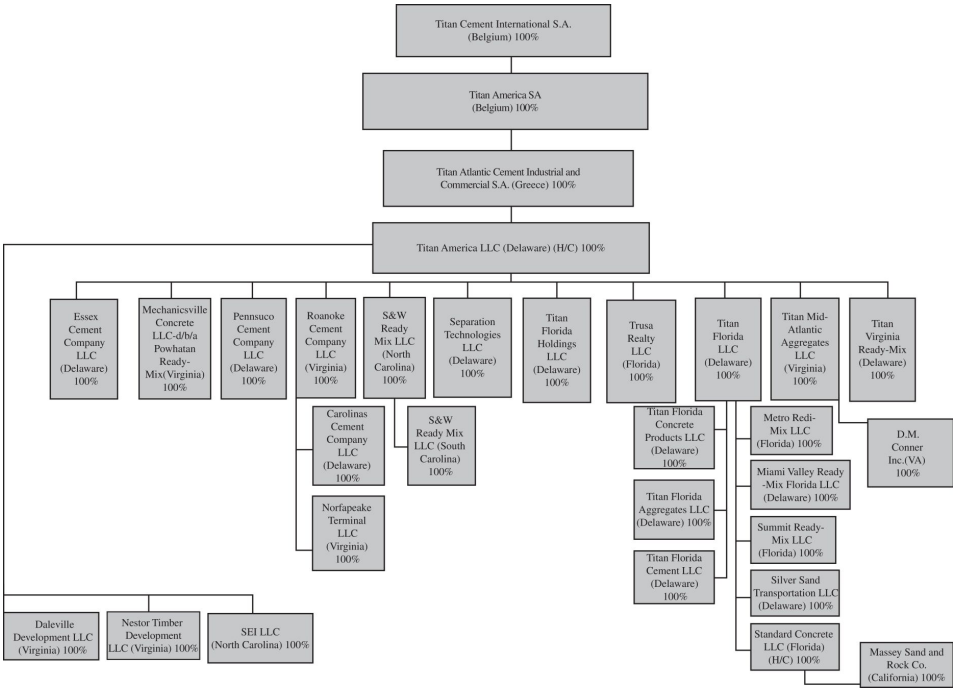 Titan Cement International S.A.
(Belgium) 100%
Titan America SA
(Belgium) 100%
Titan Atlantic Cement Industrial and
Commercial S.A. (Greece) 100%
Titan America LLC (Delaware) (H/C) 100%
Essex
Cement
Company
LLC
(Delaware)
100%
Mechanicsville
Concrete
LLC-d/b/a
Powhatan
Ready-
Mix(Virginia)
100%
Pennsuco
Cement
Company
LLC
(Delaware)
100%
Roanoke
Cement
Company
LLC
(Virginia)
100%
S&W
Ready
Mix LLC
(North
Carolina)
100%
Separation
Technologies
LLC
(Delaware)
100%
Titan
Florida
Holdings
LLC
(Delaware)
100%
Trusa
Realty
LLC
(Florida)
100%
Titan
Florida
LLC
(Delaware)
100%
Titan Mid-
Atlantic
Aggregates
LLC
(Virginia)
100%
Titan
Virginia
Ready-Mix
(Delaware)
100%
Carolinas
Cement
Company
LLC
(Delaware)
100%
S&W
Ready Mix
LLC (South
Carolina)
100%
Titan Florida
Concrete
Products LLC
(Delaware)
100%
Metro Redi-
Mix LLC
(Florida) 100%
D.M.
Conner
Inc.(VA)
100%
Miami Valley Ready
-Mix Florida LLC
(Delaware) 100%
Norfapeake
Terminal
LLC
(Virginia)
100%
Titan Florida
Aggregates LLC
(Delaware) 100%
Summit Ready-
Mix LLC
(Florida) 100%
Titan Florida
Cement LLC
(Delaware)
100%
Silver Sand
Transportation LLC
(Delaware) 100%
Daleville
Development LLC
(Virginia) 100%
Nestor Timber
Development
LLC (Virginia) 100%
SEI LLC
(North Carolina) 100%
Standard Concrete
LLC (Florida)
(H/C) 100%
Massey Sand and
Rock Co.
(California) 100%